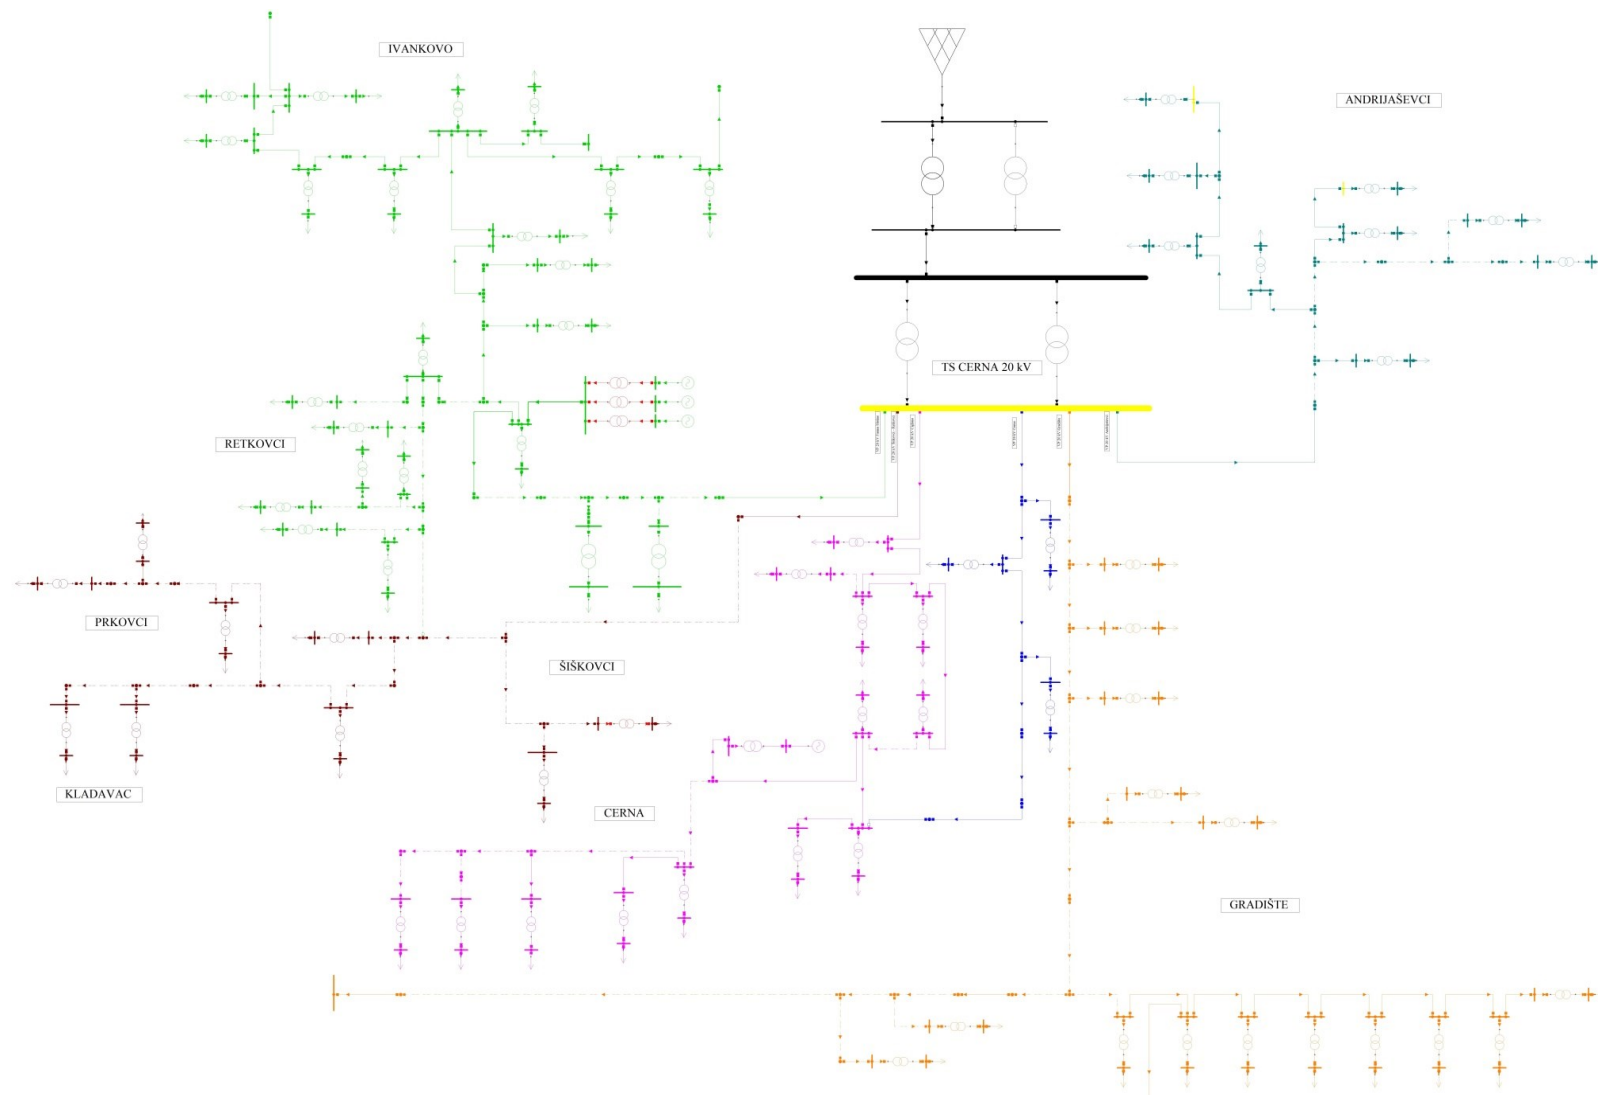 IVANKOVO
ANDRIJAŠEVCI
TS CERNA 20 kV
RETKOVCI
PRKOVCI
ŠIŠKOVCI
KLADAVAC
CERNA
GRADIŠTE